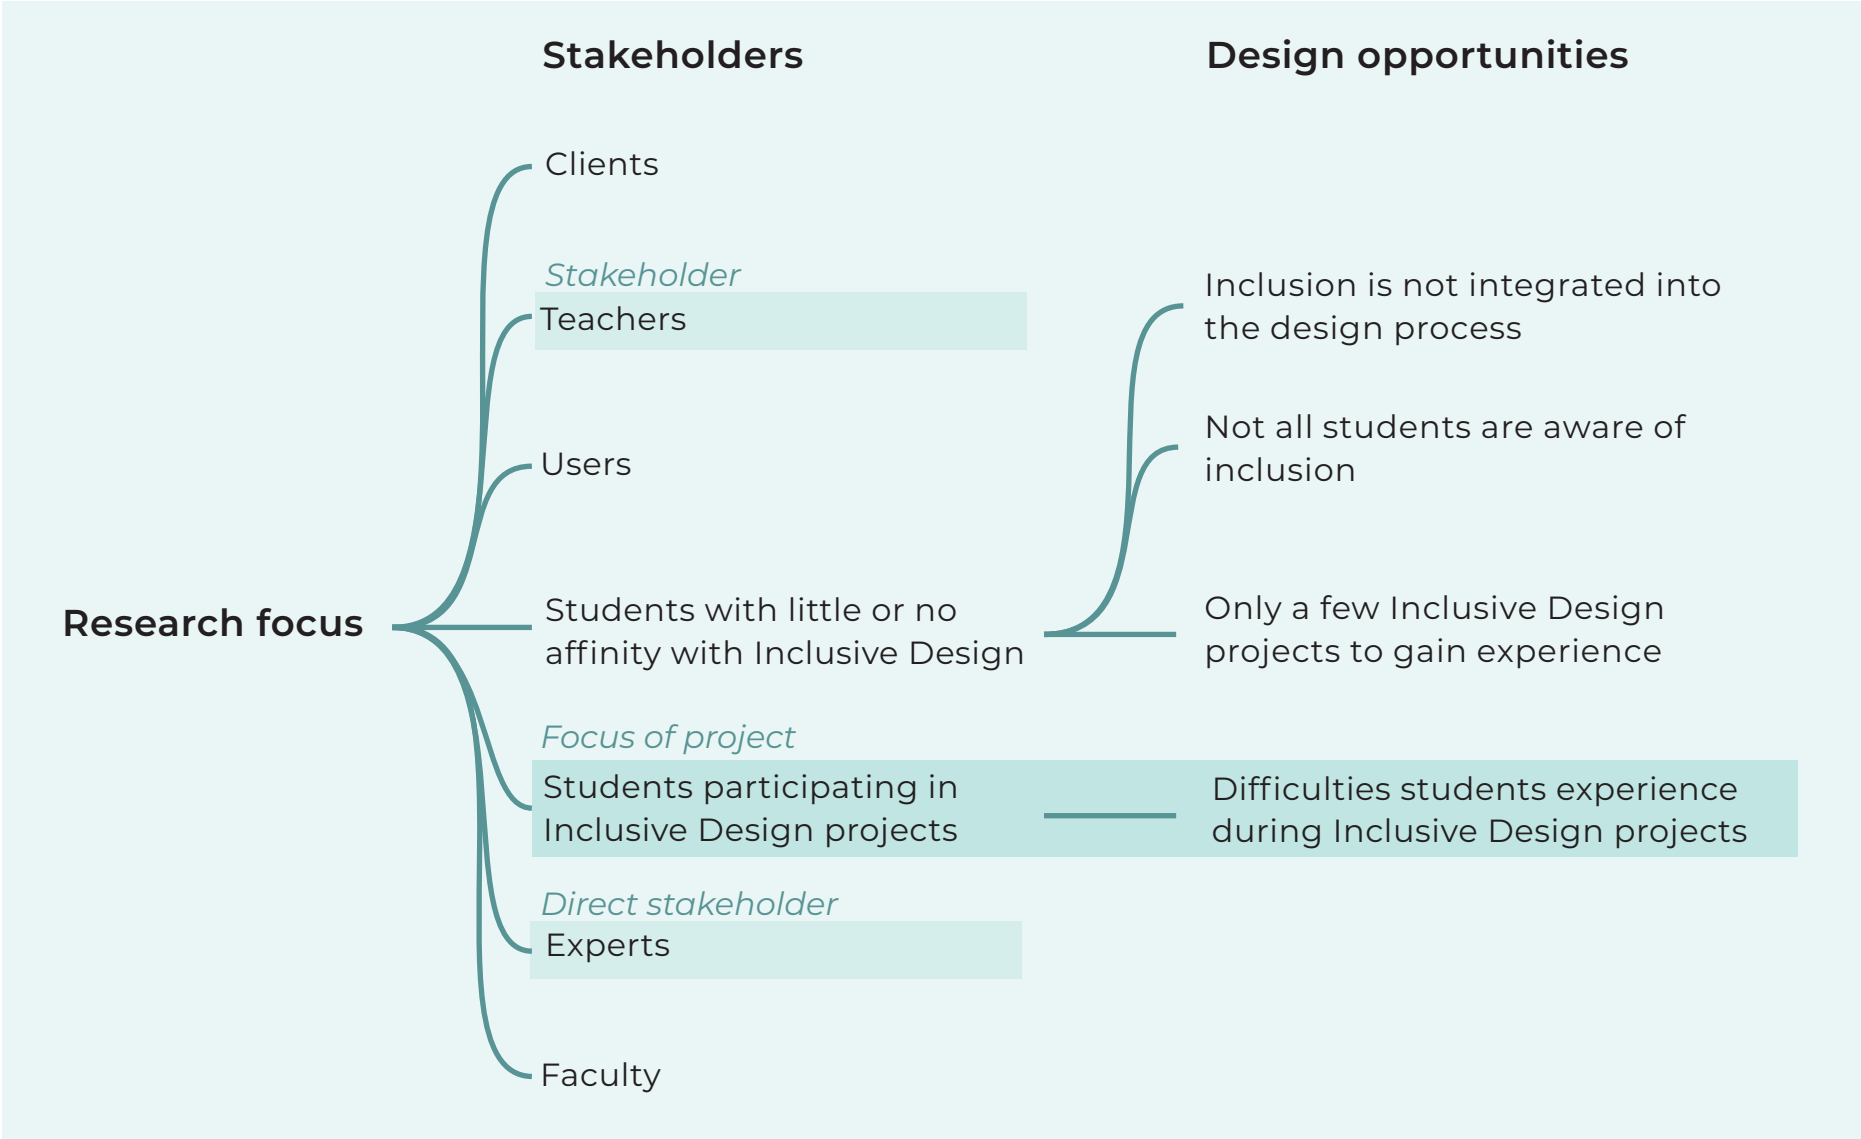 Stakeholders
Design opportunities
Research focus
Clients
Stakeholder
Teachers
Users
Students with little or no
affinity with Inclusive Design
Focus of project
Students participating in
Inclusive Design projects
Direct stakeholder
Experts
Faculty
Inclusion is not integrated into
the design process
Not all students are aware of
inclusion
Only a few Inclusive Design
projects to gain experience
Difficulties students experience
during Inclusive Design projects